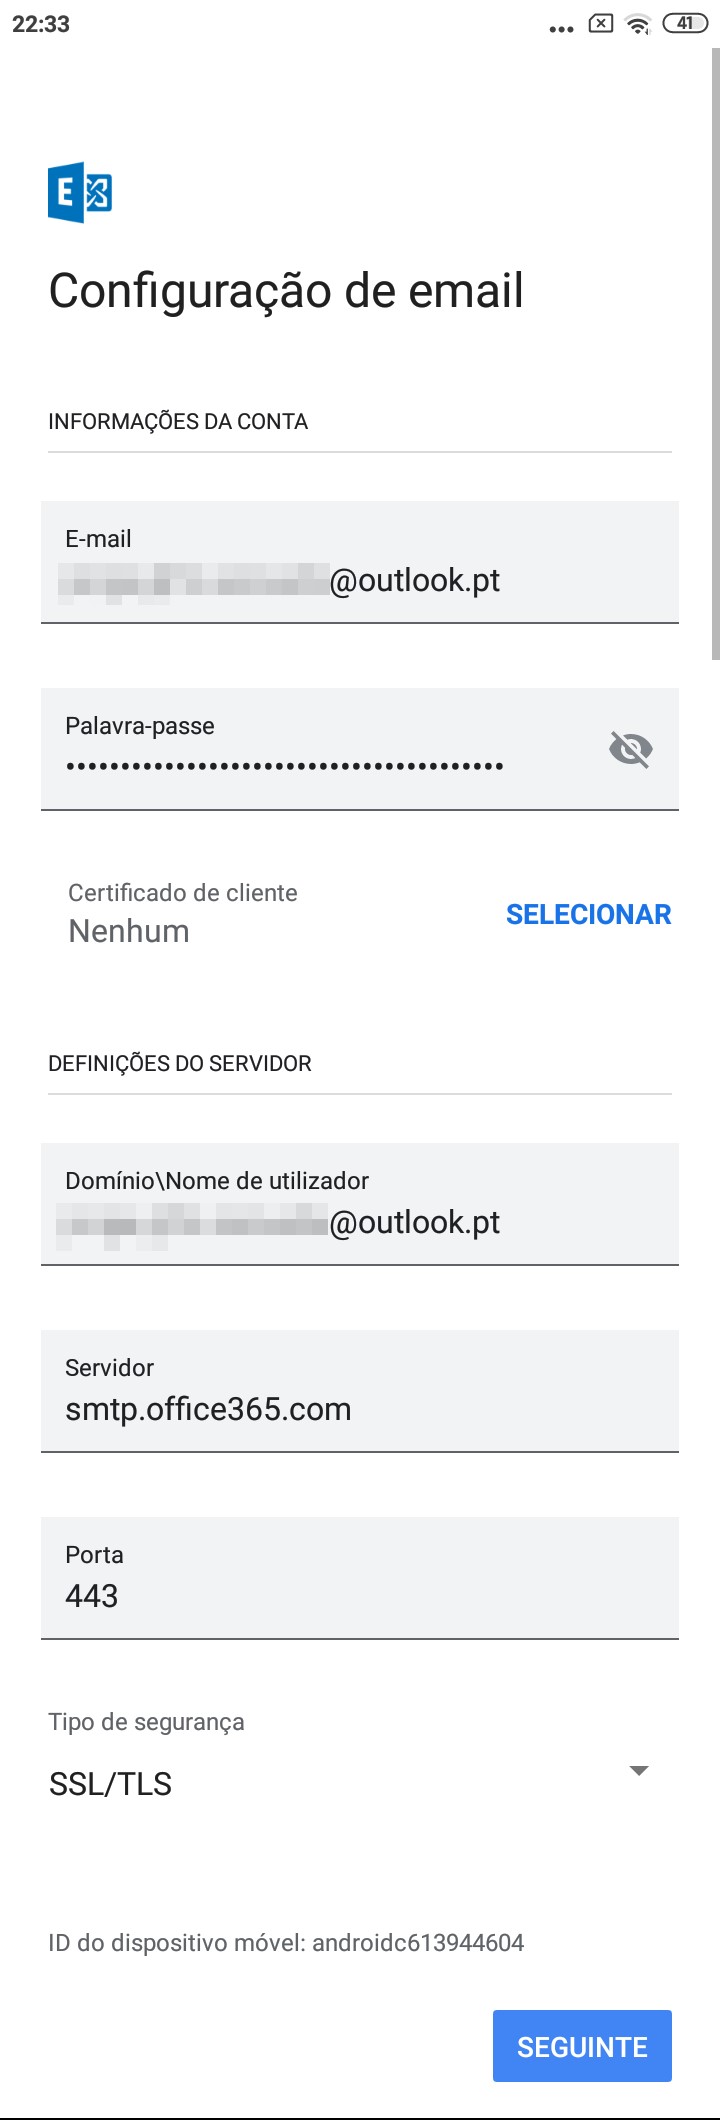 22:33
41
E
Configuração de email
INFORMAÇÕES DA CONTA
E-mail
@outlook.pt
Palavra-passe
••••••••••••••••••••••••••••••••••••••••
Certificado de cliente
Nenhum
SELECIONAR
DEFINIÇÕES DO SERVIDOR
Domínio\Nome de utilizador
@outlook.pt
Servidor
smtp.office365.com
Porta
443
Tipo de segurança
SSL/TLS
ID do dispositivo móvel: androidc613944604
SEGUINTE